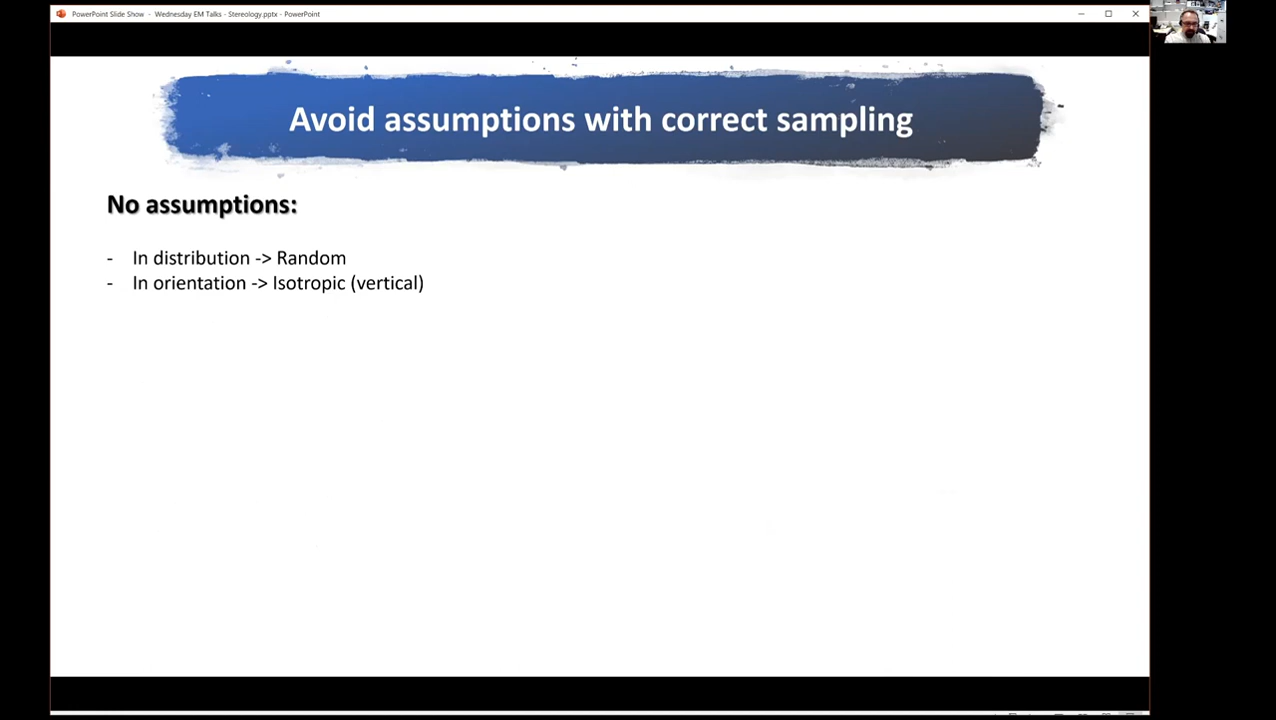 PowerPoint Slide Show - Wednesday EM Talks - Stereology.pptx - PowerPoint
Avoid assumptions with correct sampling
No assumptions:
- In distribution -> Random
- In orientation -> Isotropic (vertical)